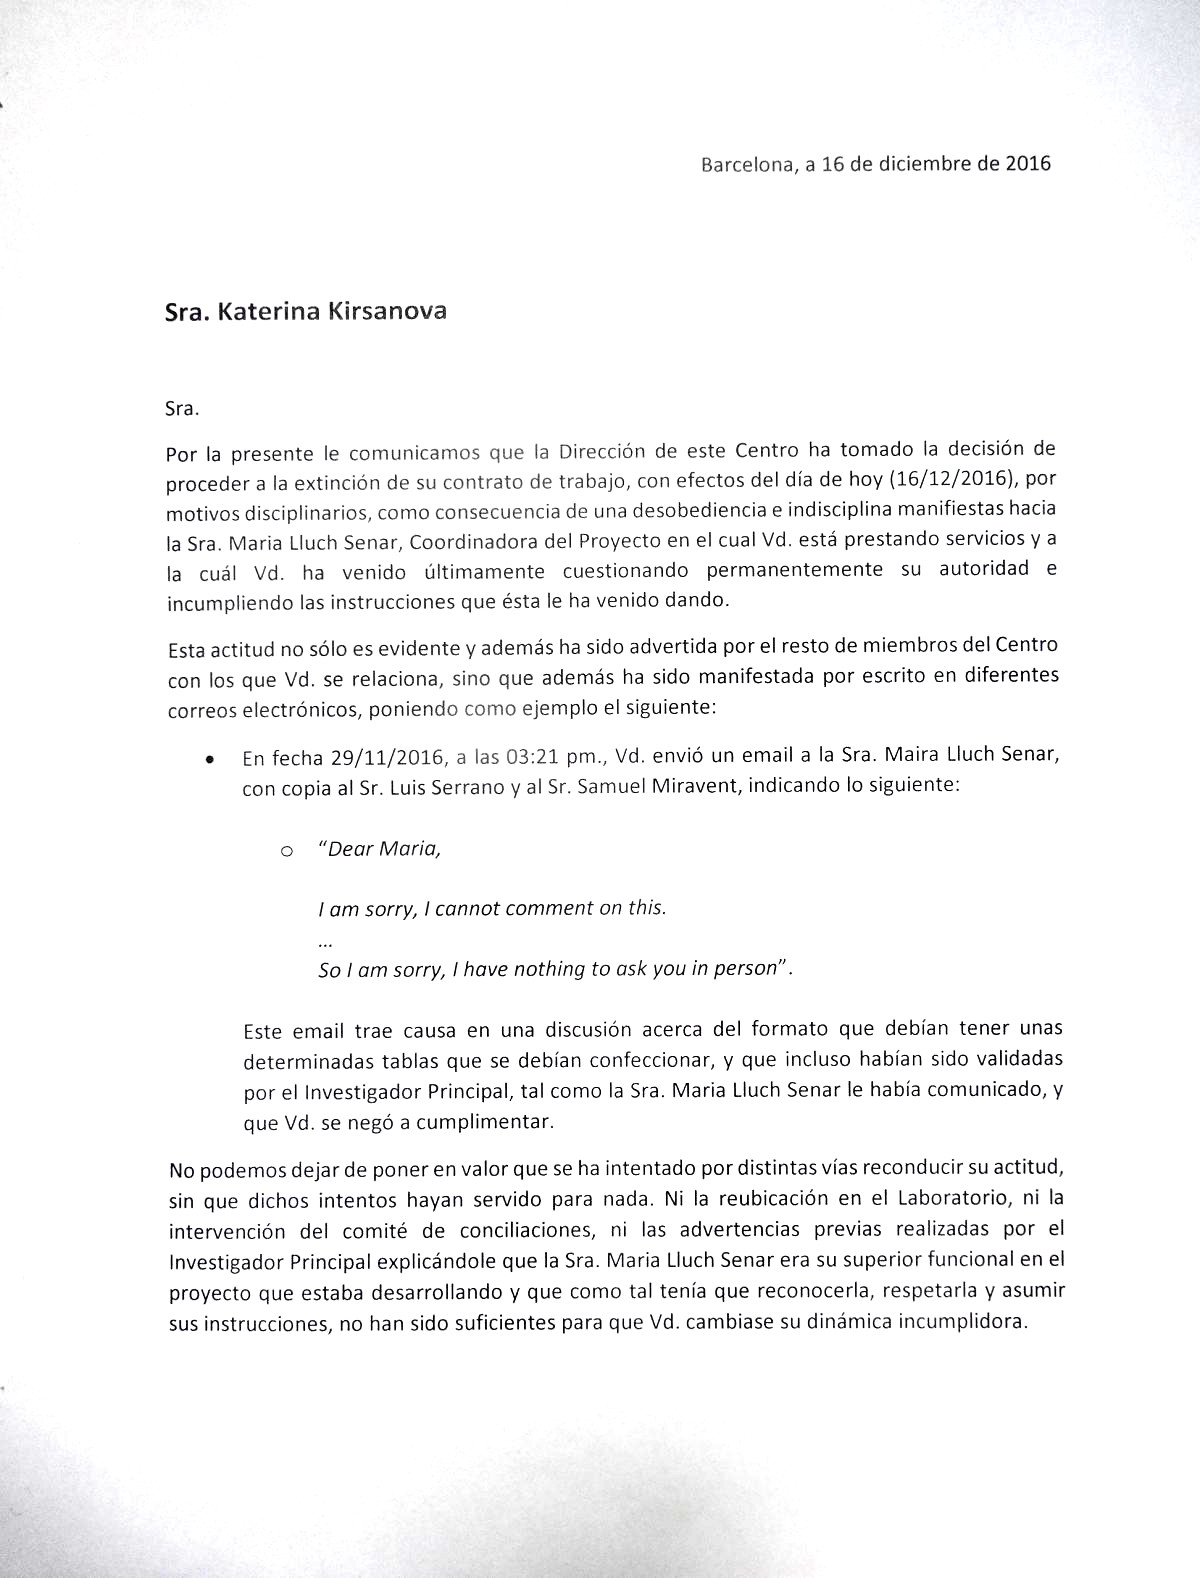 Barcelona, a 16 de diciembre de 2016
Sra. Katerina Kirsanova
Sra.
Por la presente le comunicamos que la Dirección de este Centro ha tomado la decisión de
proceder a la extinción de su contrato de trabajo, con efectos del día de hoy (16/12/2016), por
motivos disciplinarios, como consecuencia de una desobediencia e indisciplina manifiestas hacia
la Sra. Maria Lluch Senar, Coordinadora del Proyecto en el cual Vd. está prestando servicios y a
la cuál Vd. ha venido últimamente cuestionando permanentemente su autoridad e
incumpliendo las instrucciones que ésta le ha venido dando.
Esta actitud no sólo es evidente y además ha sido advertida por el resto de miembros del Centro
con los que Vd. se relaciona, sino que además ha sido manifestada por escrito en diferentes
correos electrónicos, poniendo como ejemplo el siguiente:
• En fecha 29/11/2016, a las 03:21 pm., Vd. envió un email a la Sra. Maira Lluch Senar,
con copia al Sr. Luis Serrano y al Sr. Samuel Miravent, indicando lo siguiente:
o "Dear Maria,
I am sorry, I cannot comment on this.
...
So I am sorry, I have nothing to ask you in person".
Este email trae causa en una discusión acerca del formato que debían tener unas
determinadas tablas que se debían confeccionar, y que incluso habían sido validadas
por el Investigador Principal, tal como la Sra. Maria Lluch Senar le había comunicado, y
que Vd. se negó a cumplimentar.
No podemos dejar de poner en valor que se ha intentado por distintas vías reconducir su actitud,
sin que dichos intentos hayan servido para nada. Ni la reubicación en el Laboratorio, ni la
intervención del comité de conciliaciones, ni las advertencias previas realizadas por el
Investigador Principal explicándole que la Sra. Maria Lluch Senar era su superior funcional en el
proyecto que estaba desarrollando y que como tal tenía que reconocerla, respetarla y asumir
sus instrucciones, no han sido suficientes para que Vd. cambiase su dinámica incumplidora.